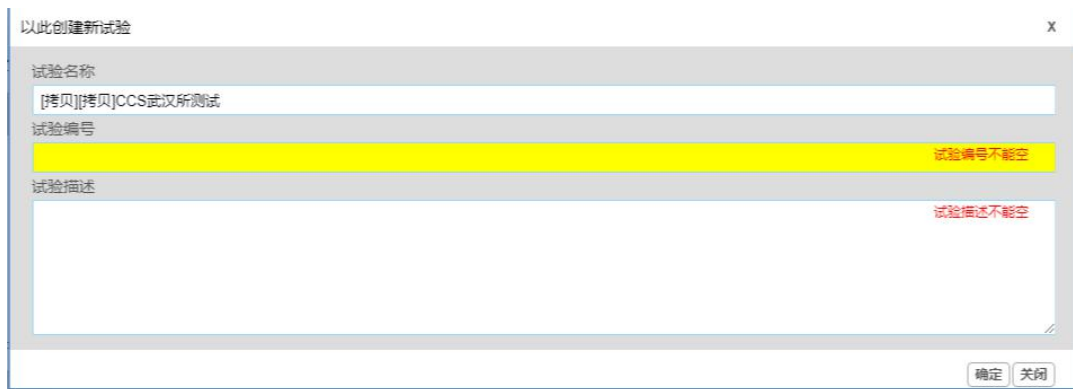 以此创建新试验
X
试验名称
[拷贝][拷贝]CCS武汉所测试
试验编号
试验编号不能空
试验描述
试验描述不能空
确定 关闭